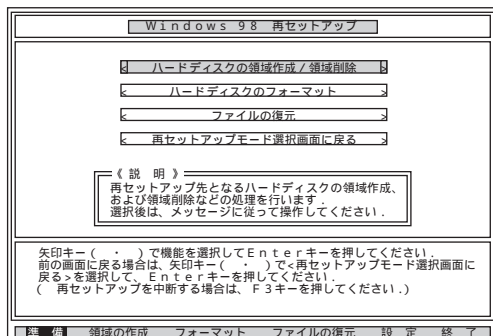 Windows 98 再セットアップ
< ハードディスクの領域作成/領域削除 >
< ハードディスクのフォーマット >
< ファイルの復元 >
< 再セットアップモード選択画面に戻る >
《 説 明 》
再セットアップ先となるハードディスクの領域作成、
および領域削除などの処理を行います.
選択後は、メッセージに従って操作してください.
矢印キー( ・ )で機能を選択してEnterキーを押してください.
前の画面に戻る場合は、矢印キー( ・ )で<再セットアップモード選択画面に
戻る>を選択して、Enterキーを押してください.
( 再セットアップを中断する場合は、F3キーを押してください.)
準 備 領域の作成 フォーマット ファイルの復元 設 定 終 了